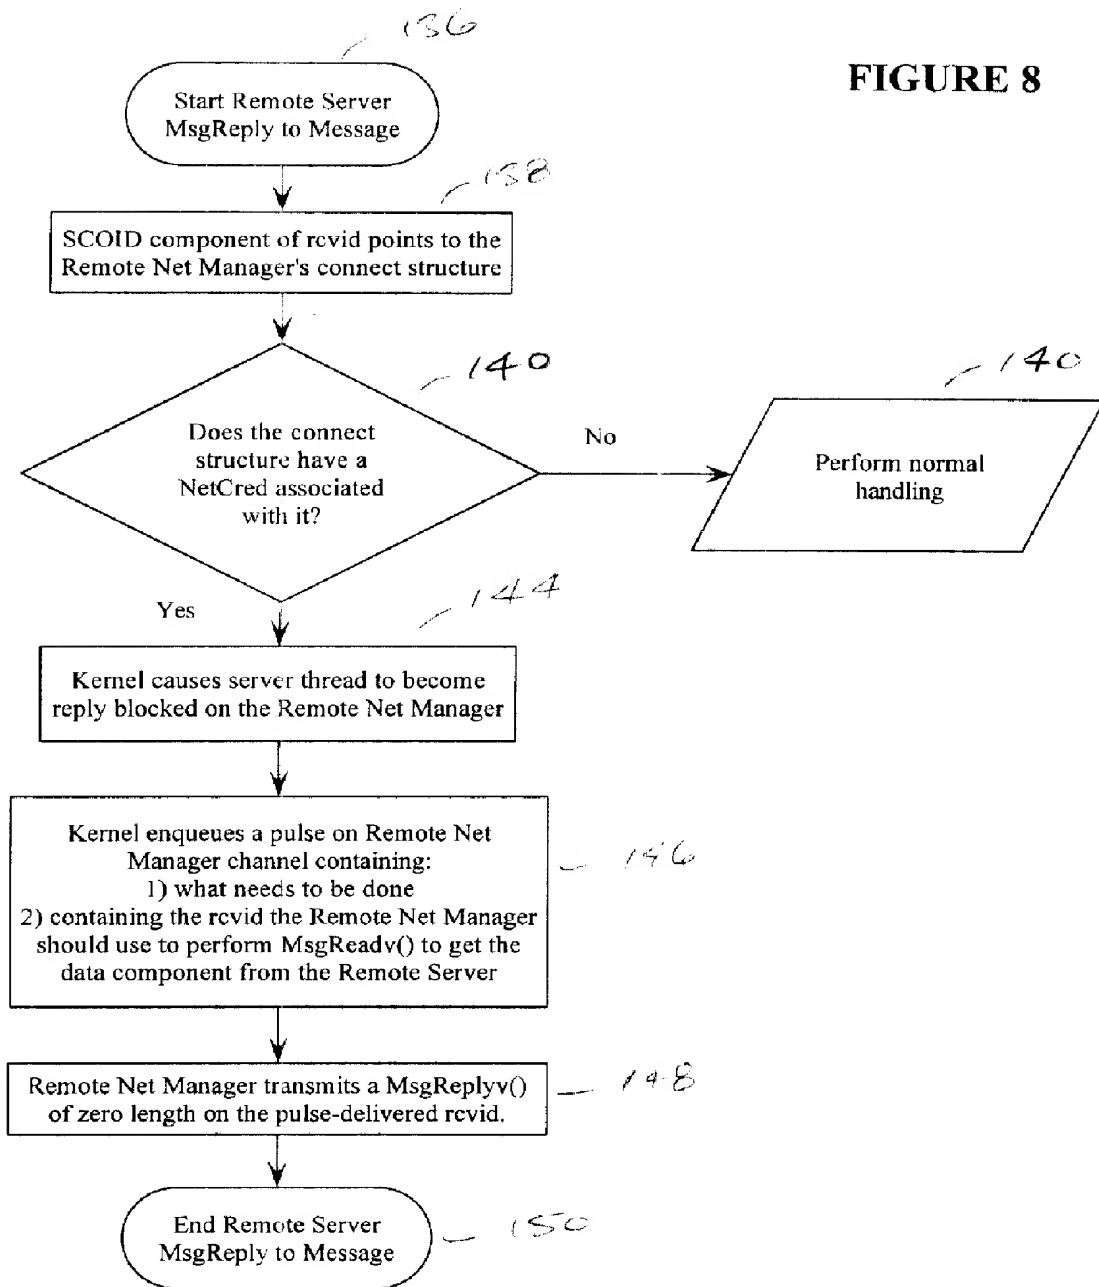 FIGURE 8
136
Start Remote Server
MsgReply to Message
138
SCOID component of rcvid points to the
Remote Net Manager's connect structure
140
Does the connect
structure have a
NetCred associated
with it?
No
140
Perform normal
handling
Yes
144
Kernel causes server thread to become
reply blocked on the Remote Net Manager
Kernel enqueues a pulse on Remote Net
Manager channel containing:
1) what needs to be done
2) containing the rcvid the Remote Net Manager
should use to perform MsgReadv() to get the
data component from the Remote Server
146
Remote Net Manager transmits a MsgReplyv()
of zero length on the pulse-delivered rcvid.
148
End Remote Server
MsgReply to Message
150